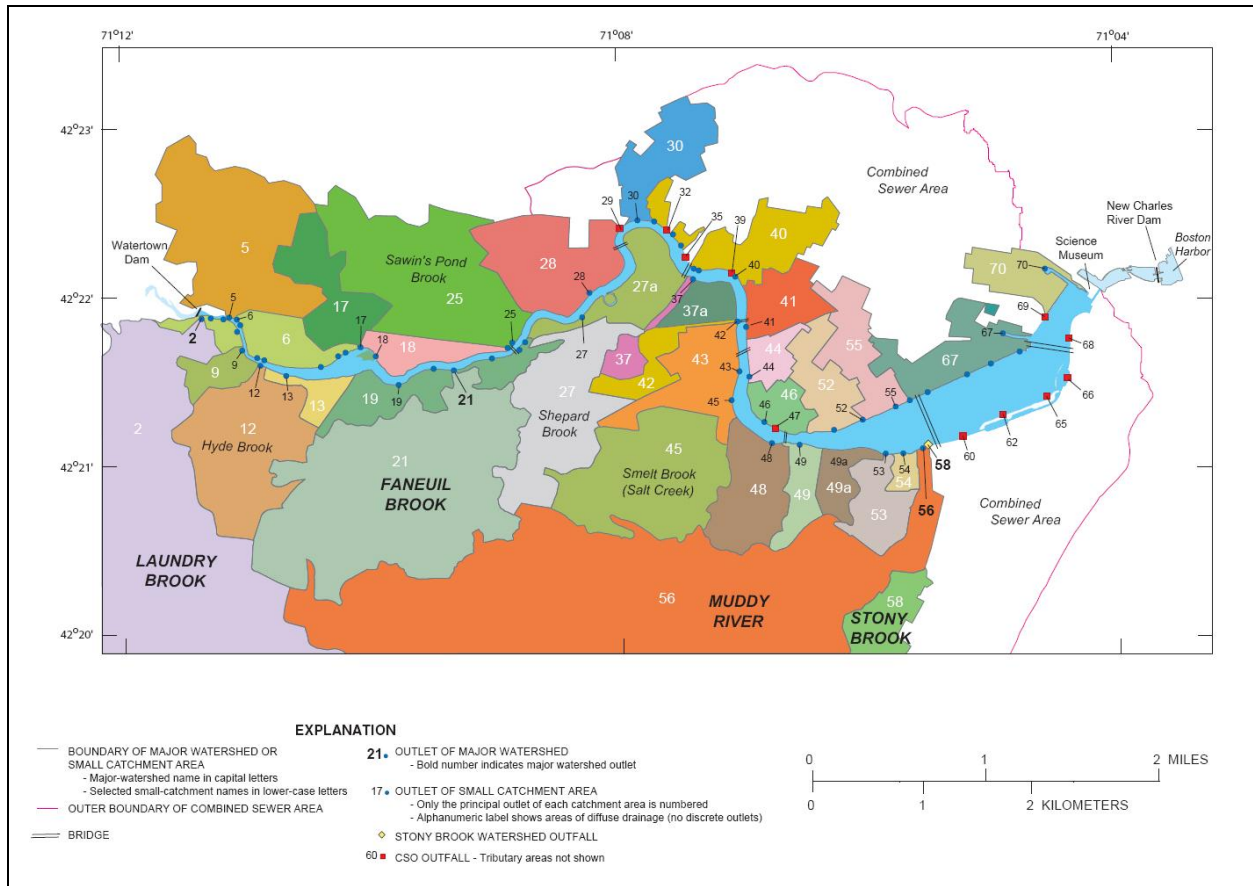 71°12'
71°08'
71°04'
42°23'
42°22'
42°21'
42°20'
Combined
Sewer Area
New Charles
River Dam
Boston
Harbor
Science
Museum
Watertown
Dam
30
29
30
32
35
39
40
40
5
17
Sawin's Pond
Brook
25
28
28
27a
37
37a
41
41
42
70
70
69
68
66
65
62
60
67
67
5
6
6
2
9
9
12
13
13
17
18
18
25
27
19
19
21
37
42
43
43
44
44
45
46
46
47
52
52
55
55
2
12
Hyde Brook
21
FANEUIL
BROOK
27
Shepard
Brook
45
Smelt Brook
(Salt Creek)
48
48
49
49
49a
49a
53
53
54
54
56
58
Combined
Sewer Area
LAUNDRY
BROOK
56
MUDDY
RIVER
58
STONY
BROOK
EXPLANATION
BOUNDARY OF MAJOR WATERSHED OR
SMALL CATCHMENT AREA
- Major-watershed name in capital letters
- Selected small-catchment names in lower-case letters
OUTER BOUNDARY OF COMBINED SEWER AREA
BRIDGE
21 OUTLET OF MAJOR WATERSHED
- Bold number indicates major watershed outlet
17 OUTLET OF SMALL CATCHMENT AREA
- Only the principal outlet of each catchment area is numbered
- Alphanumeric label shows areas of diffuse drainage (no discrete outlets)
STONY BROOK WATERSHED OUTFALL
60 CSO OUTFALL - Tributary areas not shown
0 1 2 MILES
0 1 2 KILOMETERS